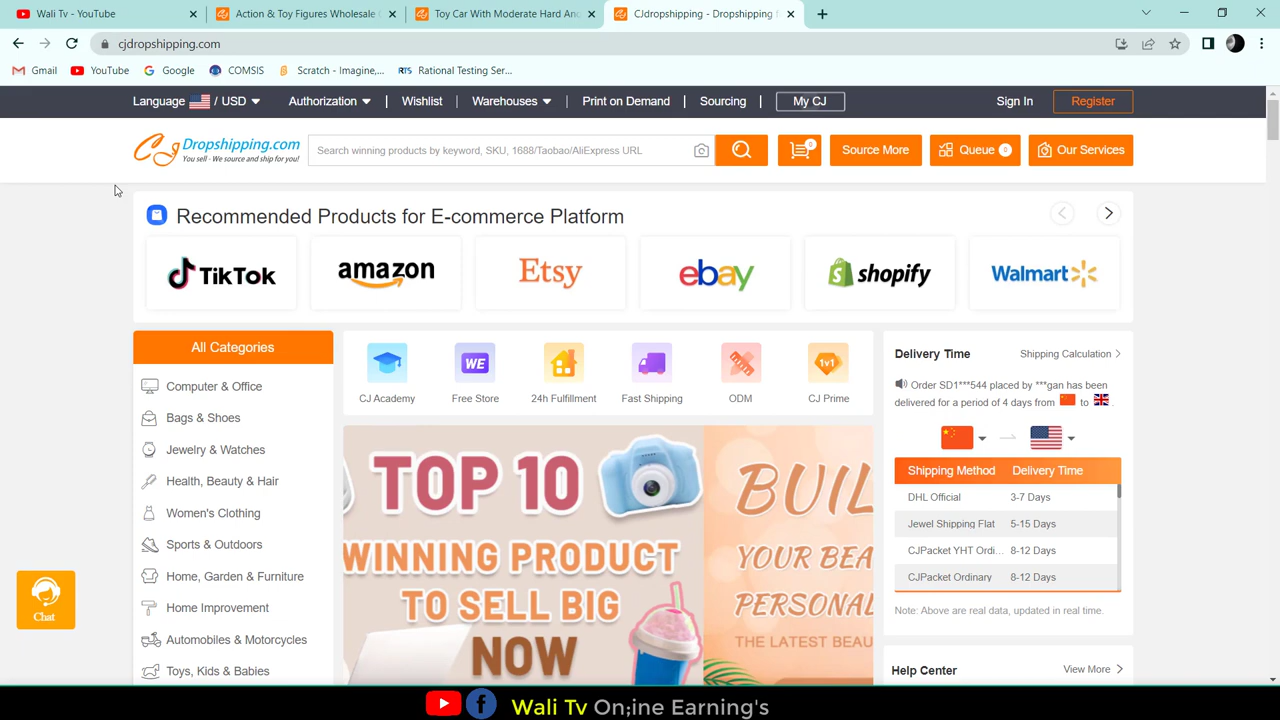 Wali Tv - YouTube
Action & Toy Figures Wholesale
Toy Car With Moderate Hard And
CJdropshipping - Dropshipping
cjdropshipping.com
Gmail
YouTube
Google
COMSIS
Scratch - Imagine,...
RTS Rational Testing Ser...
Language / USD
Authorization
Wishlist
Warehouses
Print on Demand
Sourcing
My CJ
Sign In
Register
CJ Dropshipping.com
You sell - We source and ship for you!
Search winning products by keyword, SKU, 1688/Taobao/AliExpress URL
0
Source More
Queue 0
Our Services
Recommended Products for E-commerce Platform
TikTok
amazon
Etsy
ebay
shopify
Walmart
All Categories
Computer & Office
Bags & Shoes
Jewelry & Watches
Health, Beauty & Hair
Women's Clothing
Sports & Outdoors
Home, Garden & Furniture
Home Improvement
Automobiles & Motorcycles
Toys, Kids & Babies
CJ Academy
WE
Free Store
24h Fulfillment
Fast Shipping
ODM
1v1
CJ Prime
TOP 10
WINNING PRODUCT
TO SELL BIG
NOW
BUIL
YOUR BEA
PERSONAL
THE LATEST BEAU
Delivery Time
Shipping Calculation
Order SD1***544 placed by ***gan has been
delivered for a period of 4 days from to .
Shipping Method Delivery Time
DHL Official 3-7 Days
Jewel Shipping Flat 5-15 Days
CJPacket YHT Ordi... 8-12 Days
CJPacket Ordinary 8-12 Days
Note: Above are real data, updated in real time.
Help Center
View More
Chat
Wali Tv On;ine Earning's